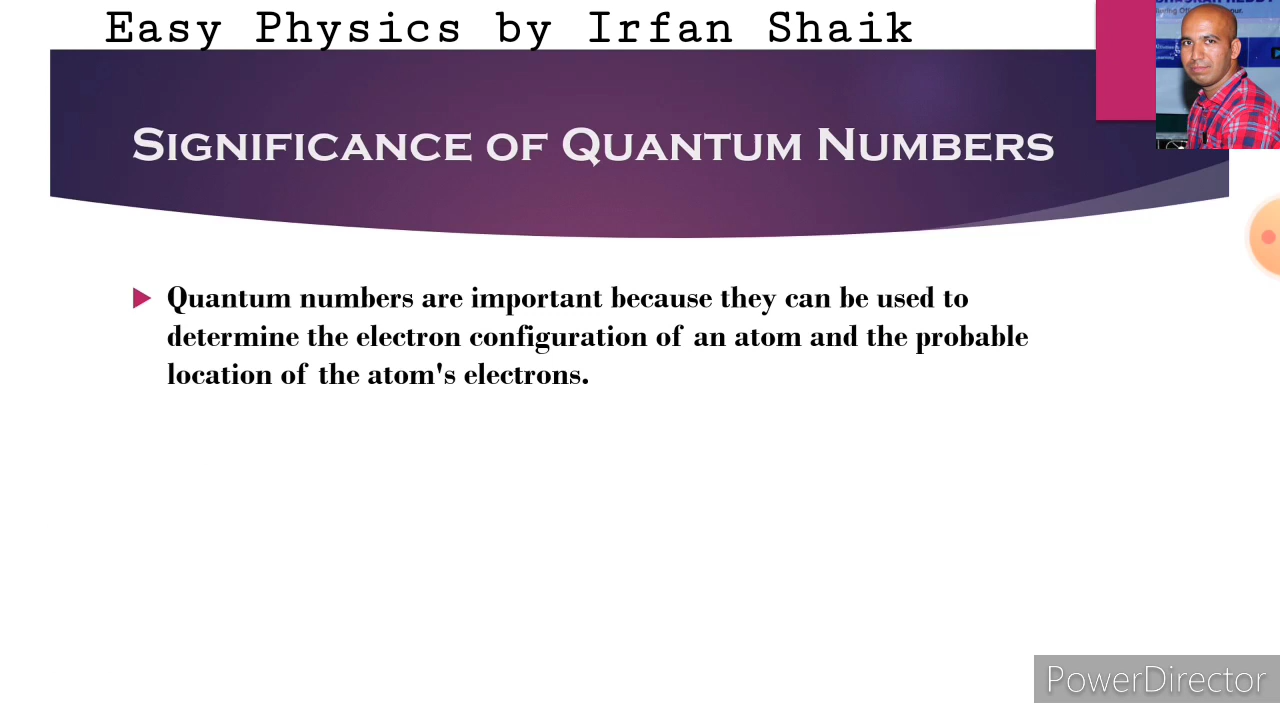 Easy Physics by Irfan Shaik
SIGNIFICANCE OF QUANTUM NUMBERS
Quantum numbers are important because they can be used to
determine the electron configuration of an atom and the probable
location of the atom's electrons.
PowerDirector